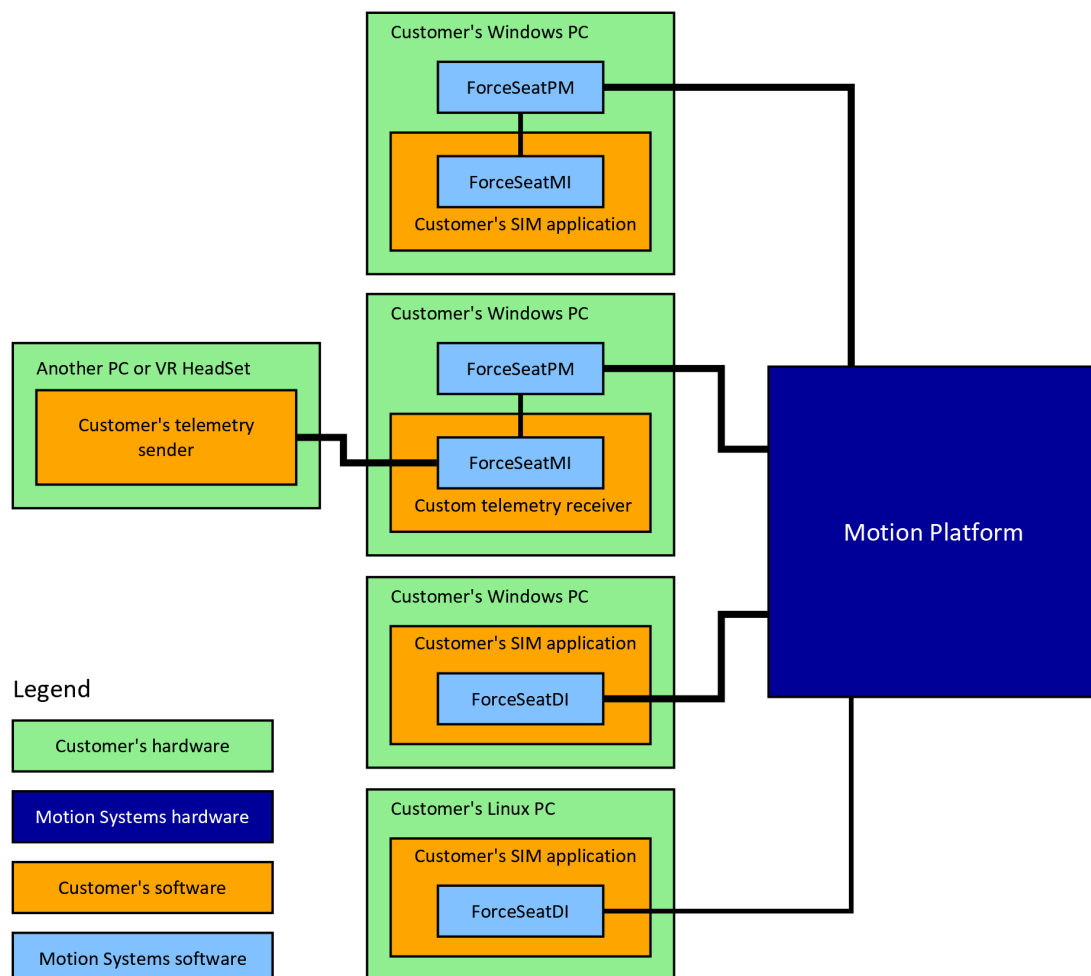 Customer's Windows PC
ForceSeatPM
ForceSeatMI
Customer's SIM application
Customer's Windows PC
ForceSeatPM
ForceSeatMI
Custom telemetry receiver
Another PC or VR HeadSet
Customer's telemetry
sender
Motion Platform
Customer's Windows PC
Customer's SIM application
ForceSeatDI
Customer's Linux PC
Customer's SIM application
ForceSeatDI
Legend
Customer's hardware
Motion Systems hardware
Customer's software
Motion Systems software